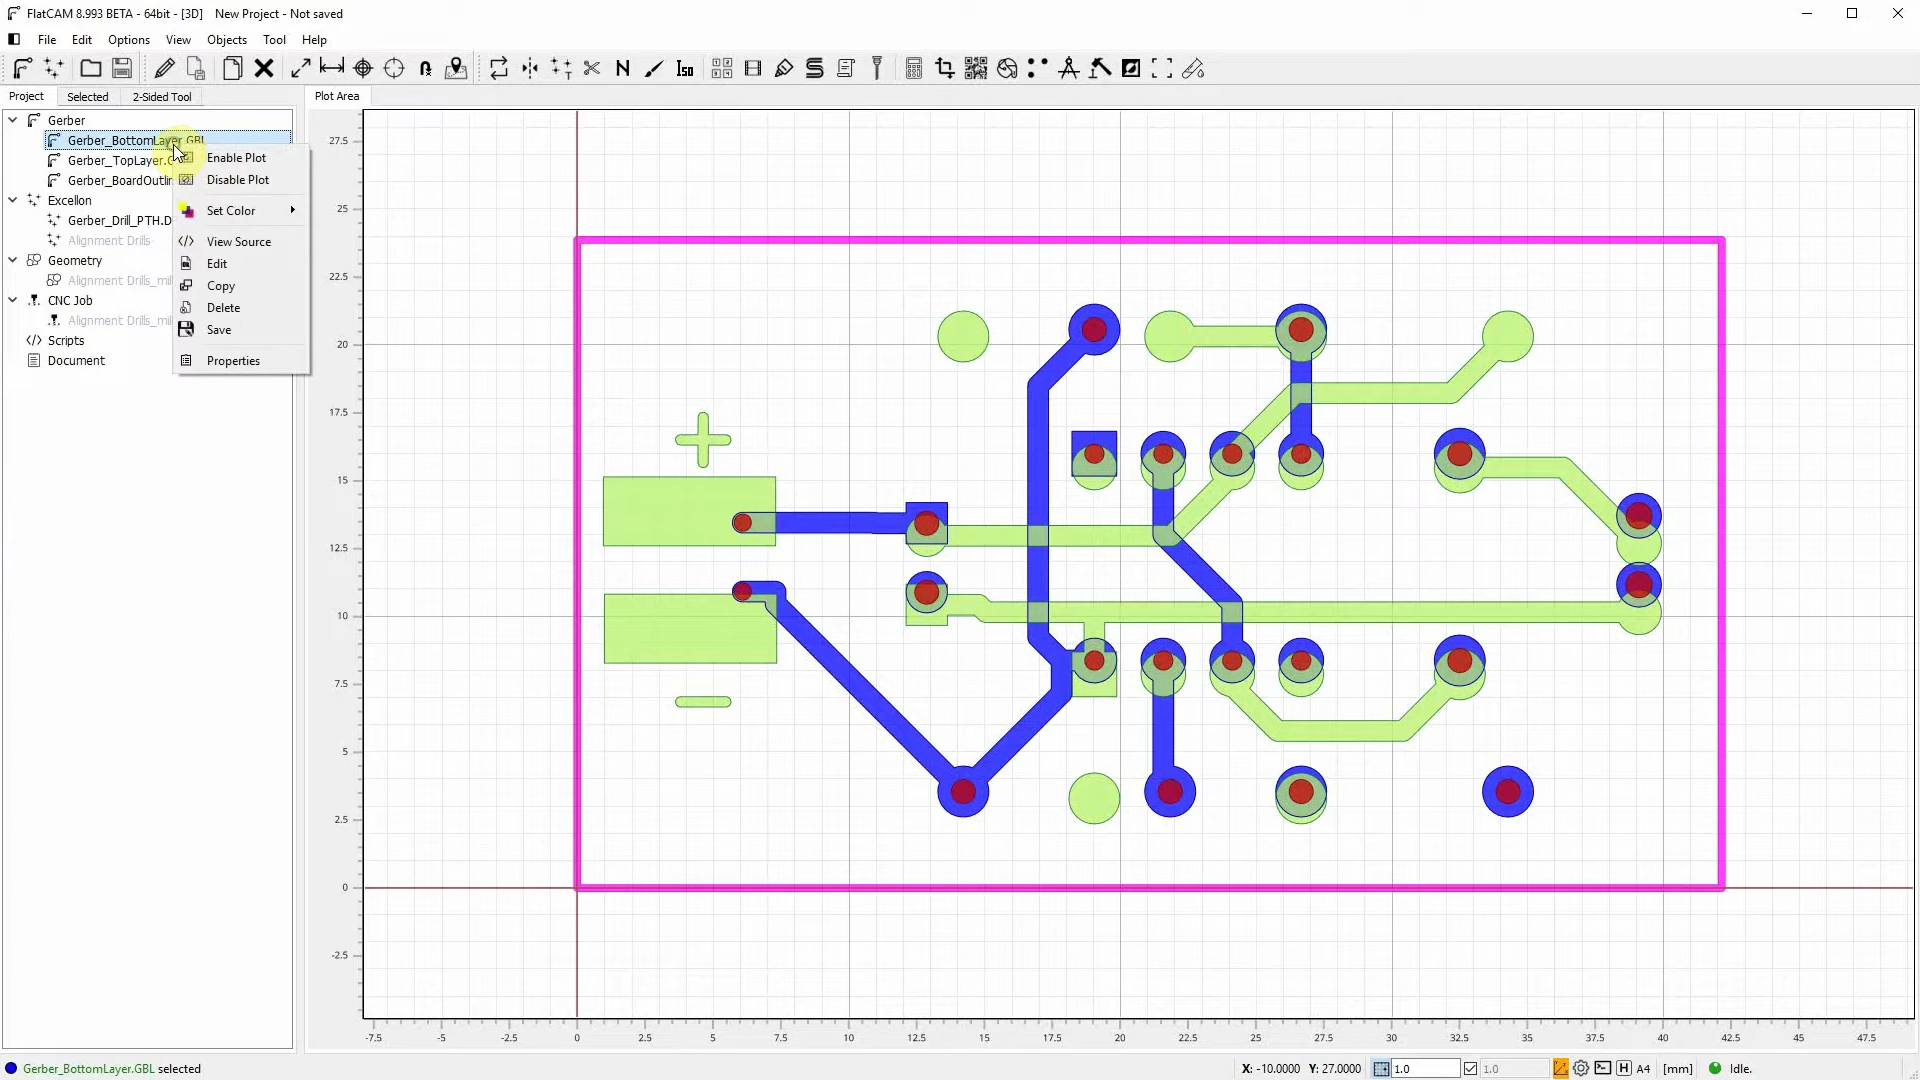 FlatCAM 8.993 BETA - 64bit - [3D]    New Project - Not saved
File Edit Options View Objects Tool Help
Iso
Project Selected 2-Sided Tool Plot Area
Gerber
Gerber_BottomLayer.GBL
Gerber_TopLayer.G
Gerber_BoardOutli
Excellon
Gerber_Drill_PTH.D
Alignment Drills
Geometry
Alignment Drills_mil
CNC Job
Alignment Drills_mil
Scripts
Document
Enable Plot
Disable Plot
Set Color
View Source
Edit
Copy
Delete
Save
Properties
27.5
25
22.5
20
17.5
15
12.5
10
7.5
5
2.5
0
-2.5
-7.5 -5 -2.5 0 2.5 5 7.5 10 12.5 15 17.5 20 22.5 25 27.5 30 32.5 35 37.5 40 42.5 45 47.5
Gerber_BottomLayer.GBL selected X: -10.0000 Y: 27.0000 1.0 1.0 H A4 [mm] Idle.